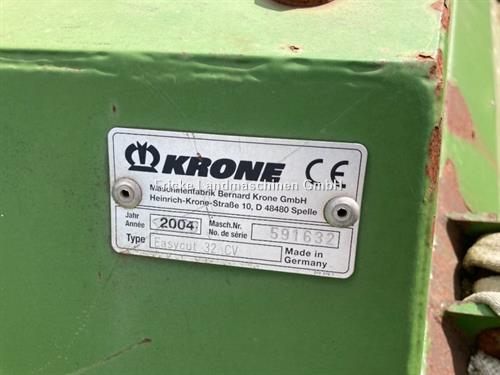 KRONE CE
Maschinenfabrik Bernard Krone GmbH
Fricke Landmaschinen GmbH
Heinrich-Krone-Straße 10, D 48480 Spelle
Jahr Année 2004 Masch.Nr. No. de série 591632
Type Easycut 32 CV Made in Germany